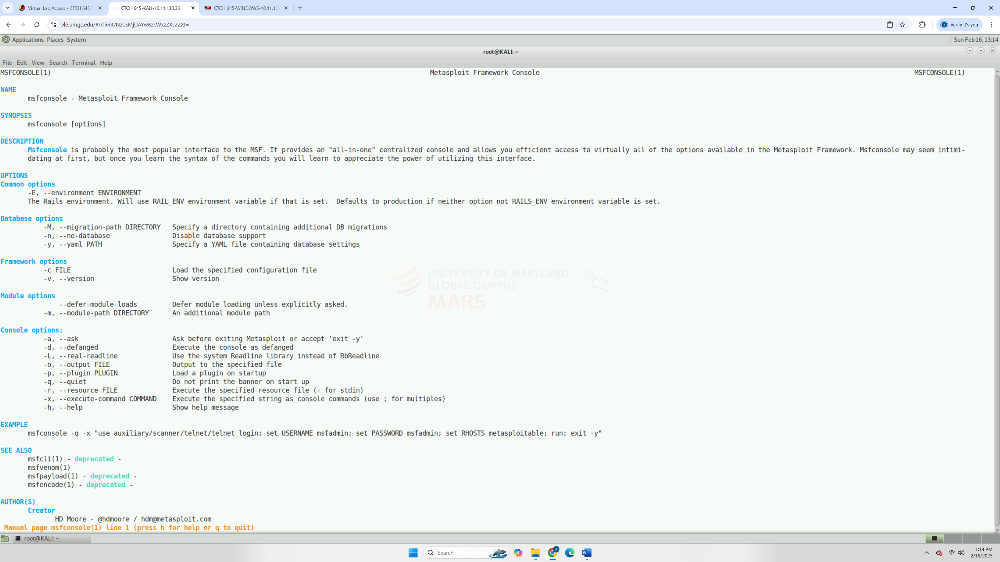 Virtual Lab Access - CTCH 645 9
CTCH 645-KALI-10.11.130.36
CTCH 645-WINDOWS-10.11.13
vle.umgc.edu/#/client/Nzc3MjUAYwBzcWxzZXJ2ZXI=
Verify it's you
Applications Places System
Sun Feb 16, 13:14
root@KALI: ~
File Edit View Search Terminal Help
MSFCONSOLE(1) Metasploit Framework Console MSFCONSOLE(1)
NAME
msfconsole - Metasploit Framework Console
SYNOPSIS
msfconsole [options]
DESCRIPTION
Msfconsole is probably the most popular interface to the MSF. It provides an "all-in-one" centralized console and allows you efficient access to virtually all of the options available in the Metasploit Framework. Msfconsole may seem intimi-
dating at first, but once you learn the syntax of the commands you will learn to appreciate the power of utilizing this interface.
OPTIONS
Common options
-E, --environment ENVIRONMENT
The Rails environment. Will use RAIL_ENV environment variable if that is set.  Defaults to production if neither option not RAILS_ENV environment variable is set.
Database options
-M, --migration-path DIRECTORY   Specify a directory containing additional DB migrations
-n, --no-database                Disable database support
-y, --yaml PATH                  Specify a YAML file containing database settings
Framework options
-c FILE                          Load the specified configuration file
-v, --version                    Show version
Module options
--defer-module-loads         Defer module loading unless explicitly asked.
-m, --module-path DIRECTORY      An additional module path
Console options:
-a, --ask                        Ask before exiting Metasploit or accept 'exit -y'
-d, --defanged                   Execute the console as defanged
-L, --real-readline              Use the system Readline library instead of RbReadline
-o, --output FILE                Output to the specified file
-p, --plugin PLUGIN              Load a plugin on startup
-q, --quiet                      Do not print the banner on start up
-r, --resource FILE              Execute the specified resource file (- for stdin)
-x, --execute-command COMMAND    Execute the specified string as console commands (use ; for multiples)
-h, --help                       Show help message
EXAMPLE
msfconsole -q -x "use auxiliary/scanner/telnet/telnet_login; set USERNAME msfadmin; set PASSWORD msfadmin; set RHOSTS metasploitable; run; exit -y"
SEE ALSO
msfcli(1) - deprecated -
msfvenom(1)
msfpayload(1) - deprecated -
msfencode(1) - deprecated -
AUTHOR(S)
Creator
HD Moore - @hdmoore / hdm@metasploit.com
Manual page msfconsole(1) line 1 (press h for help or q to quit)
UNIVERSITY OF MARYLAND
GLOBAL CAMPUS
MARS
root@KALI: ~
Search
1:14 PM
2/16/2025